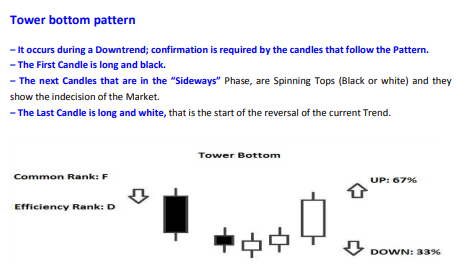 Tower bottom pattern
– It occurs during a Downtrend; confirmation is required by the candles that follow the Pattern.
– The First Candle is long and black.
– The next Candles that are in the “Sideways” Phase, are Spinning Tops (Black or white) and they
show the indecision of the Market.
– The Last Candle is long and white, that is the start of the reversal of the current Trend.
Tower Bottom
Common Rank: F
UP: 67%
Efficiency Rank: D
DOWN: 33%